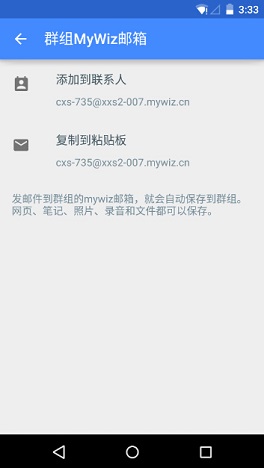 3:33
群组MyWiz邮箱
添加到联系人
cxs-735@xxs2-007.mywiz.cn
复制到粘贴板
cxs-735@xxs2-007.mywiz.cn
发邮件到群组的mywiz邮箱，就会自动保存到群组。
网页、笔记、照片、录音和文件都可以保存。